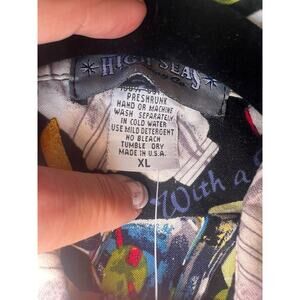 HIGH SEAS
PRESHRUNK
HAND OR MACHINE
WASH SEPARATELY
IN COLD WATER
USE MILD DETERGENT
NO BLEACH
TUMBLE DRY
MADE IN U.S.A.
XL
With a